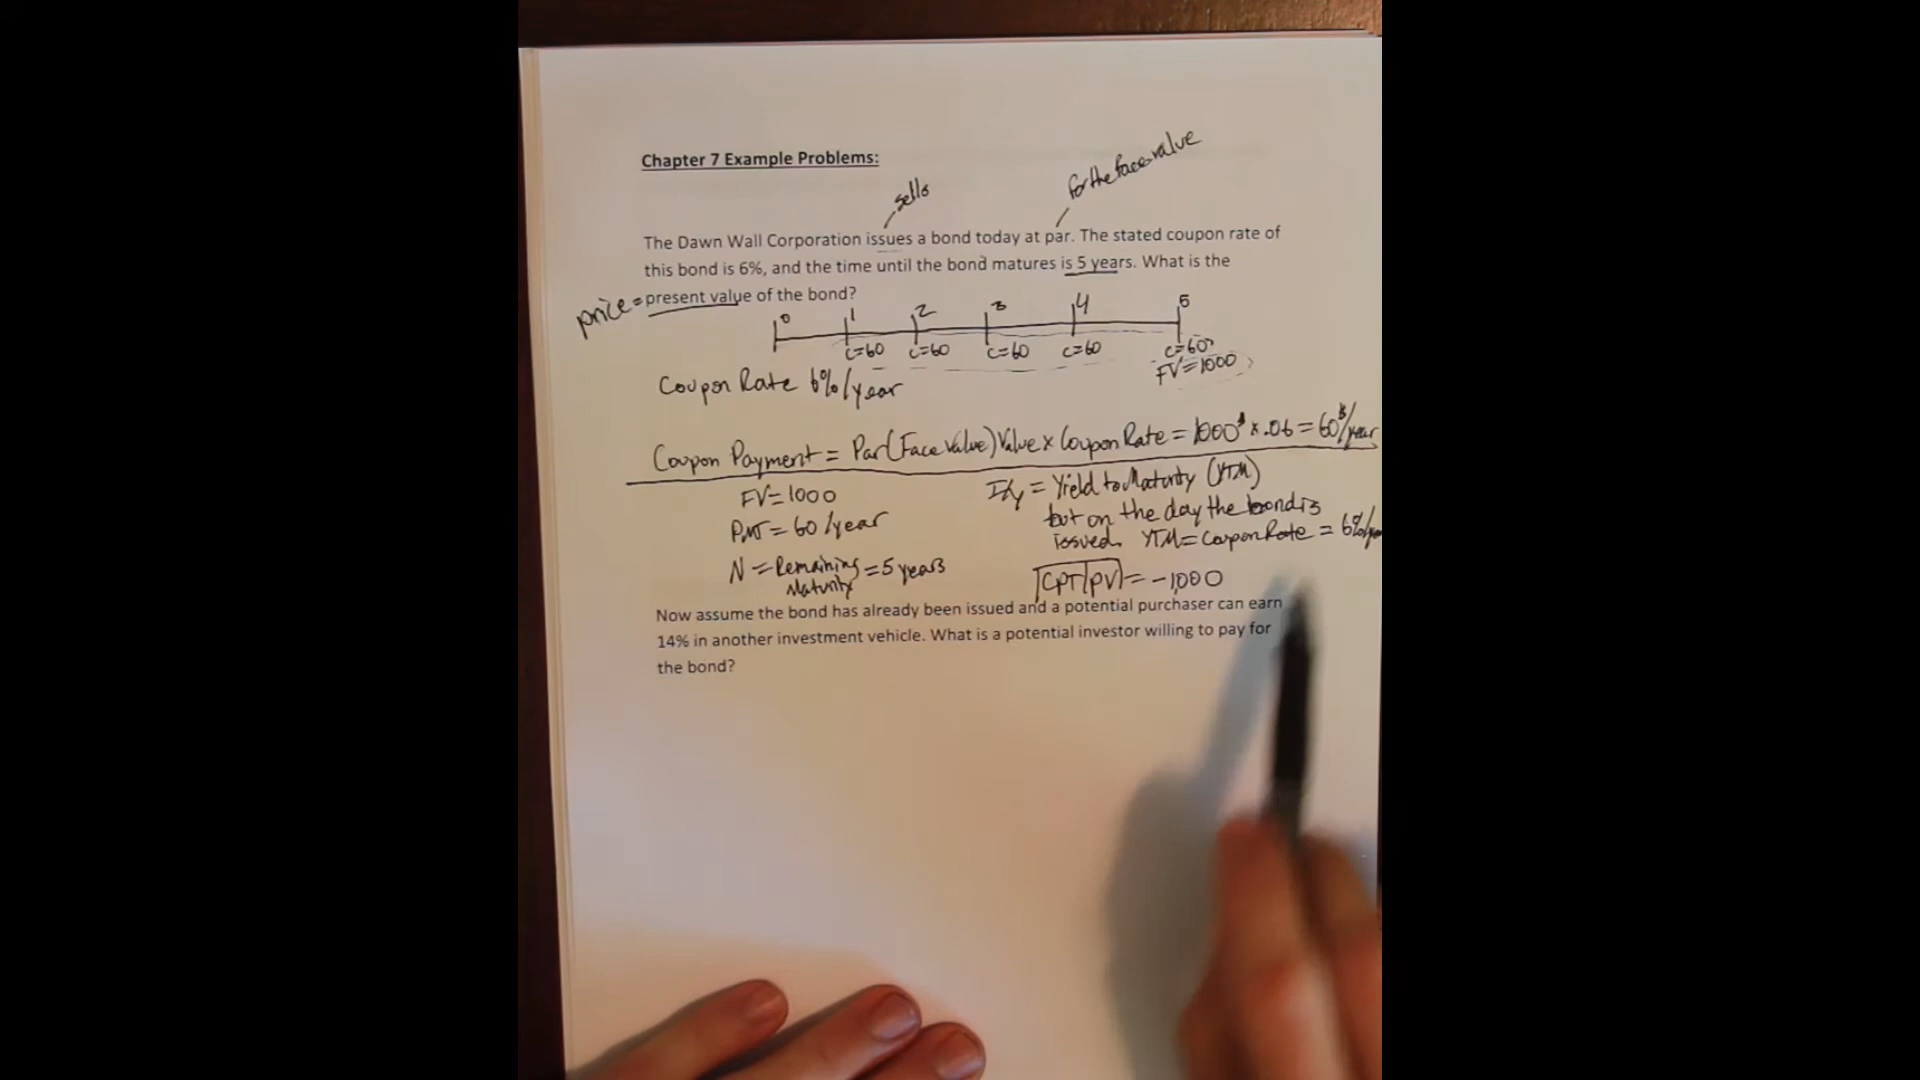 Chapter 7 Example Problems:
sells
for the face value
The Dawn Wall Corporation issues a bond today at par. The stated coupon rate of
this bond is 6%, and the time until the bond matures is 5 years. What is the
price = present value of the bond?
0 1 2 3 4 5
C=60 C=60 C=60 C=60 C=60
FV=1000
Coupon Rate 6%/year
Coupon Payment = Par(Face Value) Value x Coupon Rate = 1000$ * .06 = 60$/year
FV=1000
PMT = 60/year
N = Remaining Maturity = 5 years
I/y = Yield to Maturity (YTM)
but on the day the bond is
issued YTM = Coupon Rate = 6%/
CPT PV = -1,000
Now assume the bond has already been issued and a potential purchaser can earn
14% in another investment vehicle. What is a potential investor willing to pay for
the bond?